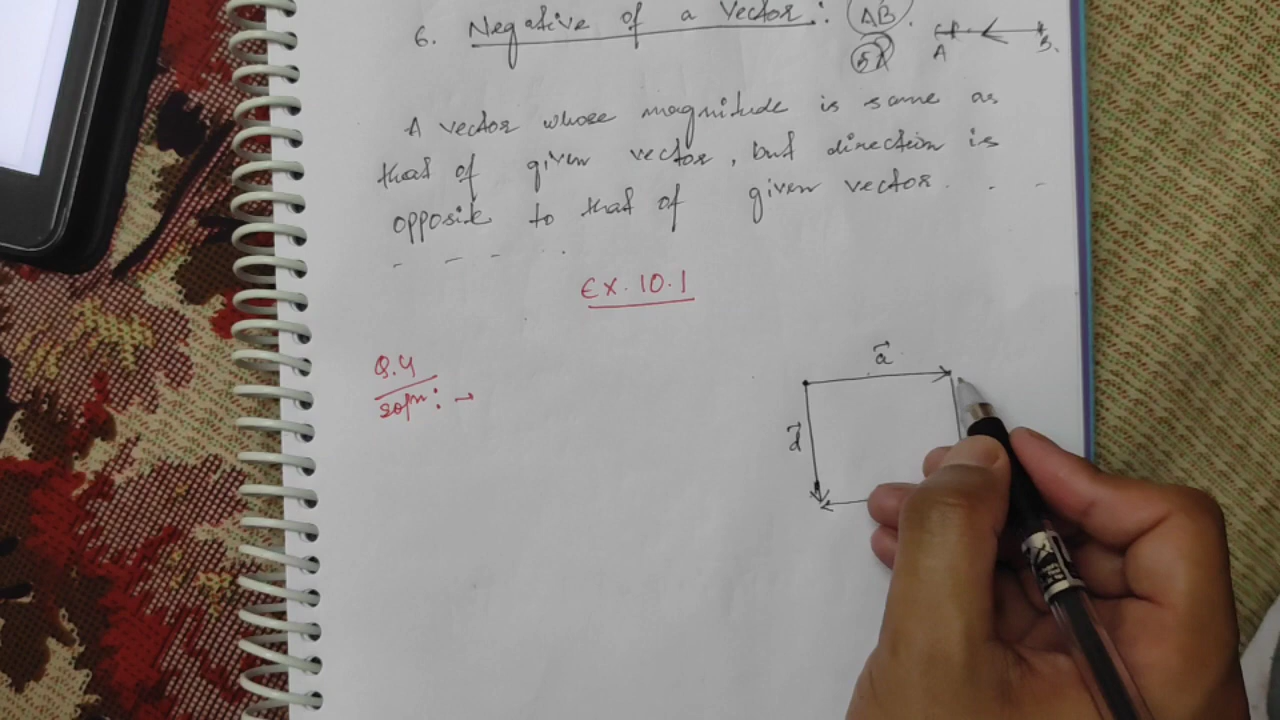 6. Negative of a Vector : AB .
BA A B.
A vector whose magnitude is same as
that of given vector, but direction is
opposite to that of given vector. . -
- - - . .
Ex. 10.1
Q.4
Soln : →
a⃗
d⃗